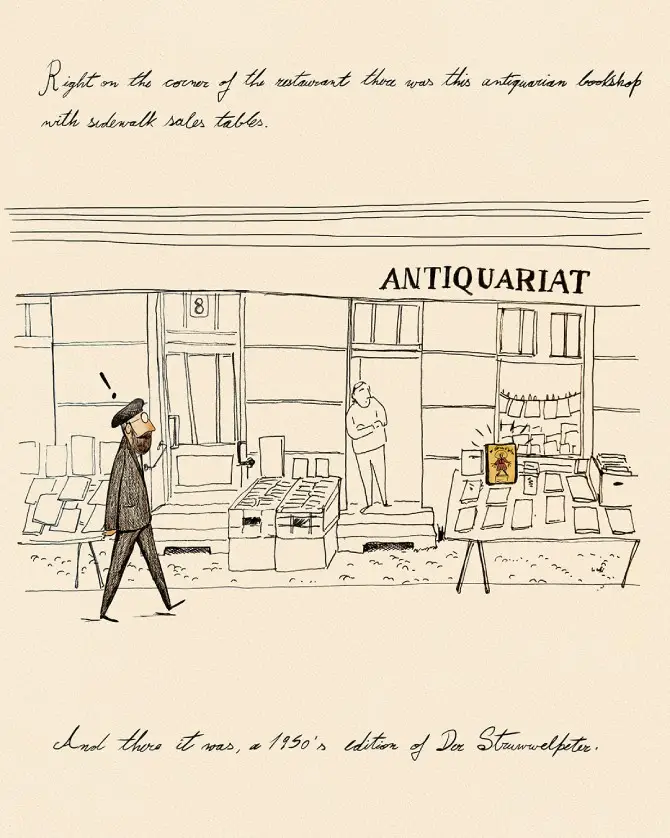 Right on the corner of the restaurant there was this antiquarian bookshop
with sidewalk sales tables.
ANTIQUARIAT
8
!
And there it was, a 1950's edition of Der Struwwelpeter.